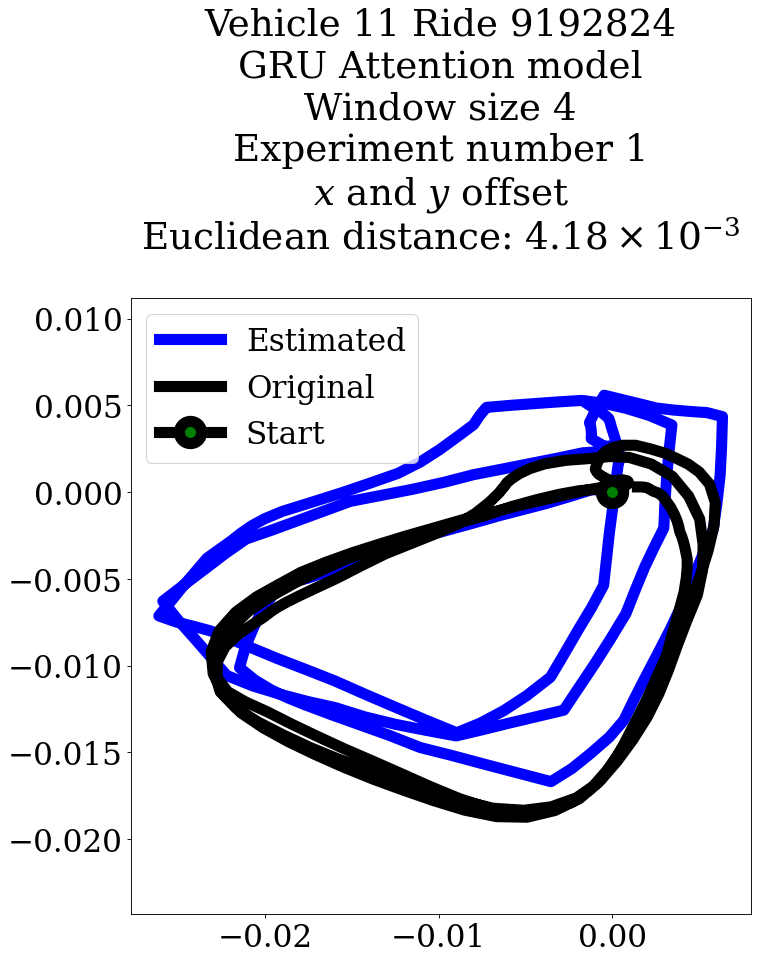 Vehicle 11 Ride 9192824
GRU Attention model
Window size 4
Experiment number 1
x and y offset
Euclidean distance: 4.18 × 10⁻³
Estimated
Original
Start
0.010
0.005
0.000
−0.005
−0.010
−0.015
−0.020
−0.02 −0.01 0.00